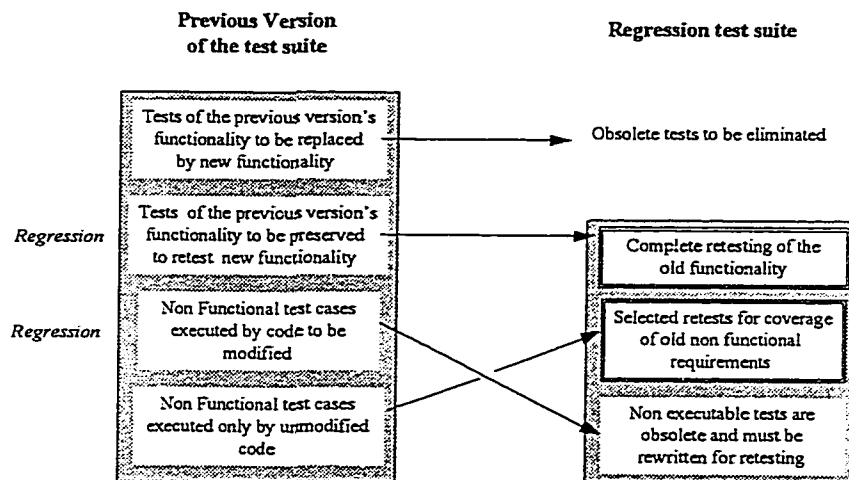 Previous Version
of the test suite
Regression test suite
Tests of the previous version's
functionality to be replaced
by new functionality
Obsolete tests to be eliminated
Regression
Tests of the previous version's
functionality to be preserved
to retest new functionality
Complete retesting of the
old functionality
Regression
Non Functional test cases
executed by code to be
modified
Selected retests for coverage
of old non functional
requirements
Non Functional test cases
executed only by unmodified
code
Non executable tests are
obsolete and must be
rewritten for retesting